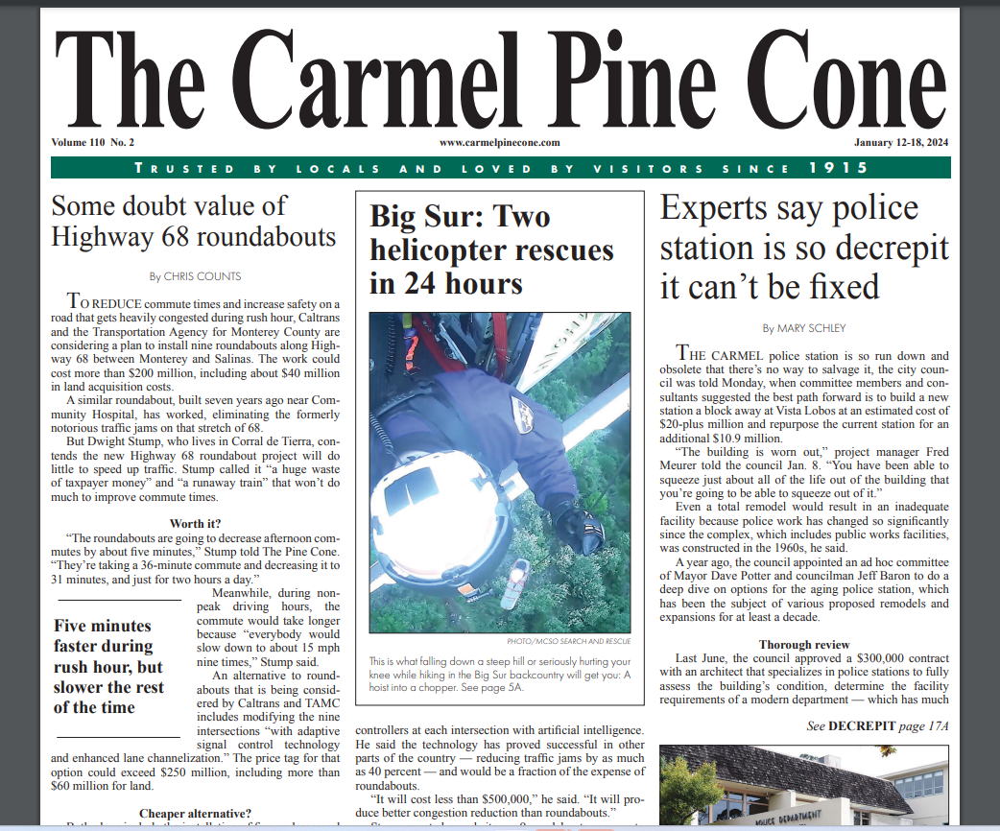 The Carmel Pine Cone
Volume 110 No. 2
www.carmelpinecone.com
January 12-18, 2024
TRUSTED BY LOCALS AND LOVED BY VISITORS SINCE 1915
Some doubt value of
Highway 68 roundabouts
By CHRIS COUNTS
TO REDUCE commute times and increase safety on a
road that gets heavily congested during rush hour, Caltrans
and the Transportation Agency for Monterey County are
considering a plan to install nine roundabouts along High-
way 68 between Monterey and Salinas. The work could
cost more than $200 million, including about $40 million
in land acquisition costs.
A similar roundabout, built seven years ago near Com-
munity Hospital, has worked, eliminating the formerly
notorious traffic jams on that stretch of 68.
But Dwight Stump, who lives in Corral de Tierra, con-
tends the new Highway 68 roundabout project will do
little to speed up traffic. Stump called it “a huge waste
of taxpayer money” and “a runaway train” that won’t do
much to improve commute times.
Worth it?
“The roundabouts are going to decrease afternoon com-
mutes by about five minutes,” Stump told The Pine Cone.
“They’re taking a 36-minute commute and decreasing it to
31 minutes, and just for two hours a day.”
Meanwhile, during non-
peak driving hours, the
commute would take longer
because “everybody would
slow down to about 15 mph
nine times,” Stump said.
An alternative to round-
abouts that is being consid-
ered by Caltrans and TAMC
includes modifying the nine
intersections “with adaptive
signal control technology
and enhanced lane channelization.” The price tag for that
option could exceed $250 million, including more than
$60 million for land.
Five minutes
faster during
rush hour, but
slower the rest
of the time
Cheaper alternative?
Big Sur: Two
helicopter rescues
in 24 hours
PHOTO/MCSO SEARCH AND RESCUE
This is what falling down a steep hill or seriously hurting your
knee while hiking in the Big Sur backcountry will get you: A
hoist into a chopper. See page 5A.
controllers at each intersection with artificial intelligence.
He said the technology has proved successful in other
parts of the country — reducing traffic jams by as much
as 40 percent — and would be a fraction of the expense of
roundabouts.
“It will cost less than $500,000,” he said. “It will pro-
duce better congestion reduction than roundabouts.”
Experts say police
station is so decrepit
it can’t be fixed
By MARY SCHLEY
THE CARMEL police station is so run down and
obsolete that there’s no way to salvage it, the city coun-
cil was told Monday, when committee members and con-
sultants suggested the best path forward is to build a new
station a block away at Vista Lobos at an estimated cost of
$20-plus million and repurpose the current station for an
additional $10.9 million.
“The building is worn out,” project manager Fred
Meurer told the council Jan. 8. “You have been able to
squeeze just about all of the life out of the building that
you’re going to be able to squeeze out of it.”
Even a total remodel would result in an inadequate
facility because police work has changed so significantly
since the complex, which includes public works facilities,
was constructed in the 1960s, he said.
A year ago, the council appointed an ad hoc committee
of Mayor Dave Potter and councilman Jeff Baron to do a
deep dive on options for the aging police station, which
has been the subject of various proposed remodels and
expansions for at least a decade.
Thorough review
Last June, the council approved a $300,000 contract
with an architect that specializes in police stations to fully
assess the building’s condition, determine the facility
requirements of a modern department — which has much
See DECREPIT page 17A
POLICE DEPARTMENT